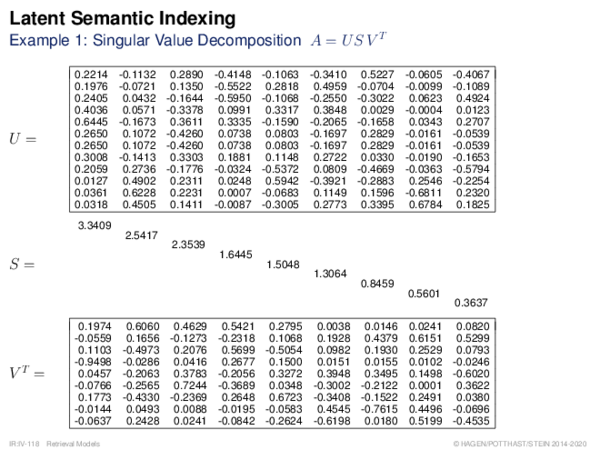 Latent Semantic Indexing
Example 1: Singular Value Decomposition A = USV^T
0.2214 -0.1132 0.2890 -0.4148 -0.1063 -0.3410 0.5227 -0.0605 -0.4067
0.1976 -0.0721 0.1350 -0.5522 0.2818 0.4959 -0.0704 -0.0099 -0.1089
0.2405 0.0432 -0.1644 -0.5950 -0.1068 -0.2550 -0.3022 0.0623 0.4924
0.4036 0.0571 -0.3378 0.0991 0.3317 0.3848 0.0029 -0.0004 0.0123
0.6445 -0.1673 0.3611 0.3335 -0.1590 -0.2065 -0.1658 0.0343 0.2707
U = 0.2650 0.1072 -0.4260 0.0738 0.0803 -0.1697 0.2829 -0.0161 -0.0539
0.2650 0.1072 -0.4260 0.0738 0.0803 -0.1697 0.2829 -0.0161 -0.0539
0.3008 -0.1413 0.3303 0.1881 0.1148 0.2722 0.0330 -0.0190 -0.1653
0.2059 0.2736 -0.1776 -0.0324 -0.5372 0.0809 -0.4669 -0.0363 -0.5794
0.0127 0.4902 0.2311 0.0248 0.5942 -0.3921 -0.2883 0.2546 -0.2254
0.0361 0.6228 0.2231 0.0007 -0.0683 0.1149 0.1596 -0.6811 0.2320
0.0318 0.4505 0.1411 -0.0087 -0.3005 0.2773 0.3395 0.6784 0.1825
3.3409
2.5417
2.3539
1.6445
S = 1.5048
1.3064
0.8459
0.5601
0.3637
0.1974 0.6060 0.4629 0.5421 0.2795 0.0038 0.0146 0.0241 0.0820
-0.0559 0.1656 -0.1273 -0.2318 0.1068 0.1928 0.4379 0.6151 0.5299
0.1103 -0.4973 0.2076 0.5699 -0.5054 0.0982 0.1930 0.2529 0.0793
-0.9498 -0.0286 0.0416 0.2677 0.1500 0.0151 0.0155 0.0102 -0.0246
V^T = 0.0457 -0.2063 0.3783 -0.2056 0.3272 0.3948 0.3495 0.1498 -0.6020
-0.0766 -0.2565 0.7244 -0.3689 0.0348 -0.3002 -0.2122 0.0001 0.3622
0.1773 -0.4330 -0.2369 0.2648 0.6723 -0.3408 -0.1522 0.2491 0.0380
-0.0144 0.0493 0.0088 -0.0195 -0.0583 0.4545 -0.7615 0.4496 -0.0696
-0.0637 0.2428 0.0241 -0.0842 -0.2624 -0.6198 0.0180 0.5199 -0.4535
IR:IV-118 Retrieval Models © HAGEN/POTTHAST/STEIN 2014-2020